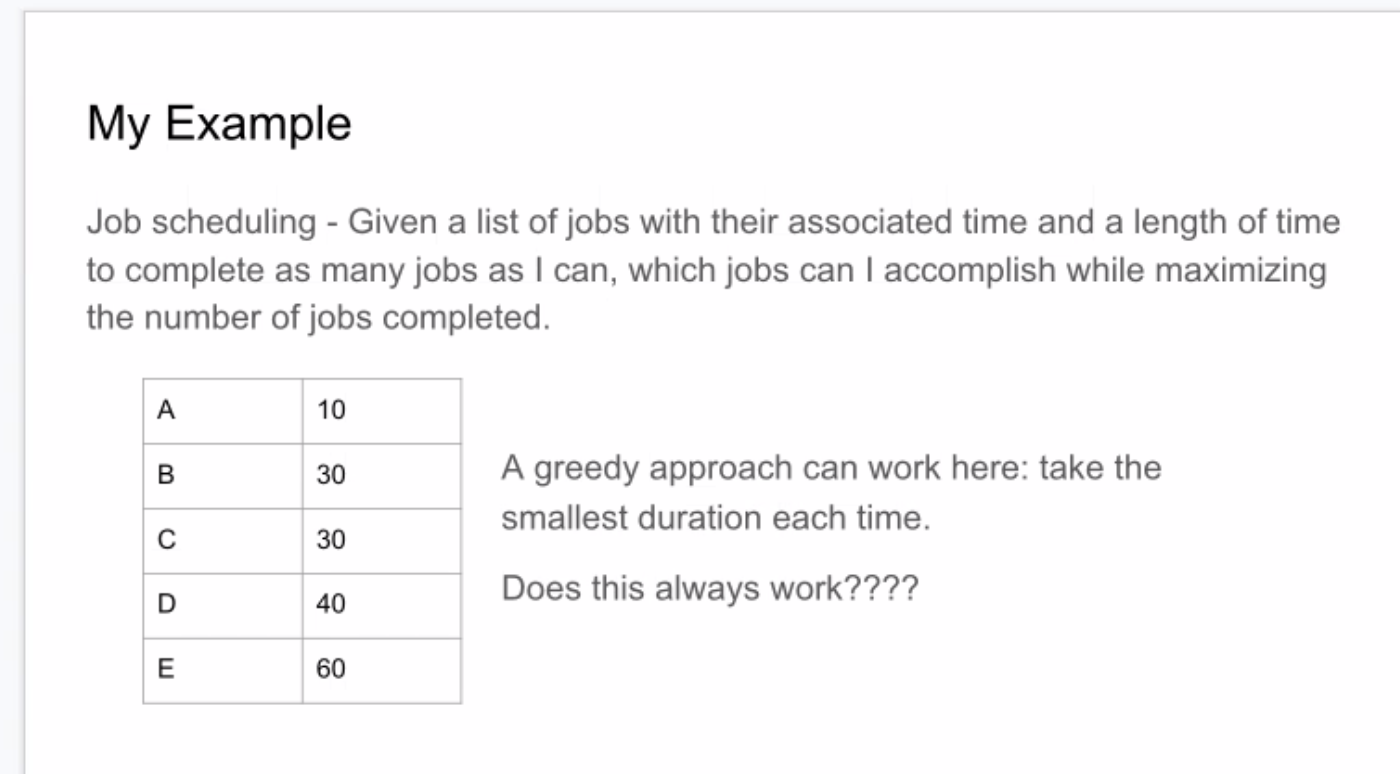 My Example
Job scheduling - Given a list of jobs with their associated time and a length of time
to complete as many jobs as I can, which jobs can I accomplish while maximizing
the number of jobs completed.
A 10
B 30
C 30
D 40
E 60
A greedy approach can work here: take the
smallest duration each time.
Does this always work????